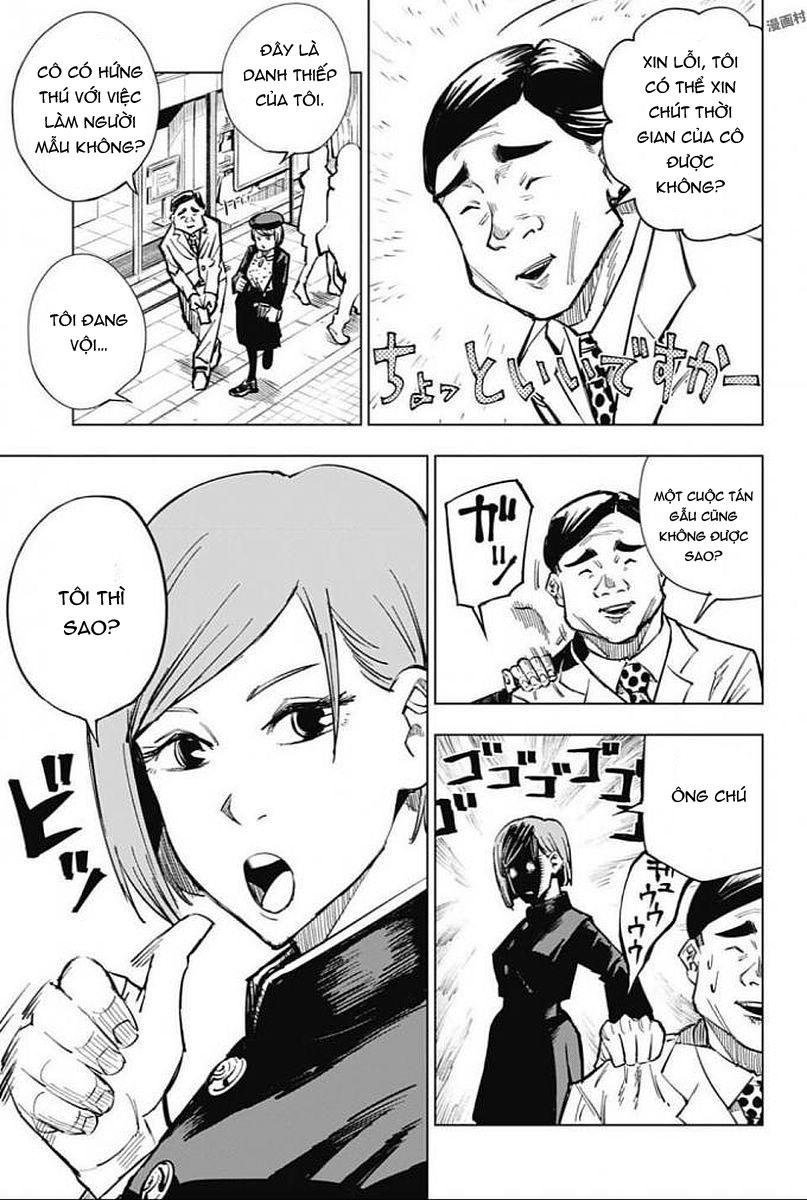 漫画村
XIN LỖI, TÔI
CÓ THỂ XIN
CHÚT THỜI
GIAN CỦA CÔ
ĐƯỢC
KHÔNG?
ちょっといいですかー
ĐÂY LÀ
DANH THIẾP
CỦA TÔI.
CÔ CÓ HỨNG
THÚ VỚI VIỆC
LÀM NGƯỜI
MẪU KHÔNG?
TÔI ĐANG
VỘI...
MỘT CUỘC TÁN
GẪU CŨNG
KHÔNG ĐƯỢC
SAO?
ガッ
ÔNG CHÚ
ゴゴゴゴゴゴ
ギュウウウウ
TÔI THÌ
SAO?
ビッ